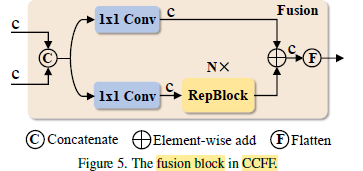 C
1x1 Conv
C
Fusion
C
N×
C
F
C
1x1 Conv
C
RepBlock
C Concatenate
Element-wise add
F Flatten
Figure 5. The fusion block in CCFF.